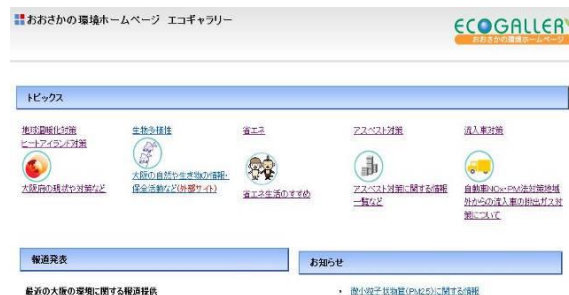 おおさかの環境ホームページ エコギャラリー
ECOGALLERY
おおさかの環境ホームページ
トピックス
地球温暖化対策
ヒートアイランド対策
大阪府の現状や対策など
生物多様性
大阪の自然や生き物の情報・
保全活動など(外部サイト)
省エネ
省エネ生活のすすめ
アスベスト対策
アスベスト対策に関する情報
一覧など
流入車対策
自動車NOx・PM法対策地域
外からの流入車の排出ガス対
策について
報道発表
お知らせ
最近の大阪の環境に関する報道提供
・ 微小粒子状物質(PM2.5)に関する情報